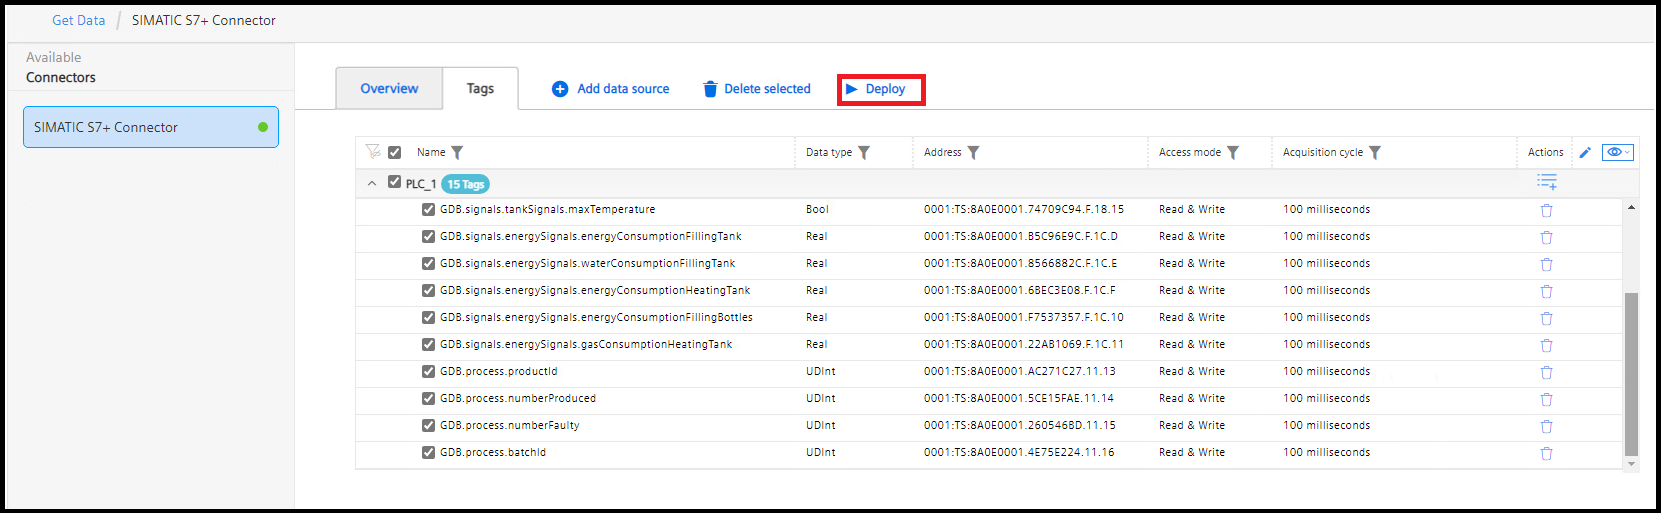 Get Data / SIMATIC S7+ Connector
Available
Connectors
SIMATIC S7+ Connector
Overview Tags Add data source Delete selected Deploy
Name Data type Address Access mode Acquisition cycle Actions
PLC_1 15 Tags
GDB.signals.tankSignals.maxTemperature Bool 0001:TS:8A0E0001.74709C94.F.18.15 Read & Write 100 milliseconds
GDB.signals.energySignals.energyConsumptionFillingTank Real 0001:TS:8A0E0001.B5C96E9C.F.1C.D Read & Write 100 milliseconds
GDB.signals.energySignals.waterConsumptionFillingTank Real 0001:TS:8A0E0001.8566882C.F.1C.E Read & Write 100 milliseconds
GDB.signals.energySignals.energyConsumptionHeatingTank Real 0001:TS:8A0E0001.6BEC3E08.F.1C.F Read & Write 100 milliseconds
GDB.signals.energySignals.energyConsumptionFillingBottles Real 0001:TS:8A0E0001.F7537357.F.1C.10 Read & Write 100 milliseconds
GDB.signals.energySignals.gasConsumptionHeatingTank Real 0001:TS:8A0E0001.22AB1069.F.1C.11 Read & Write 100 milliseconds
GDB.process.productId UDInt 0001:TS:8A0E0001.AC271C27.11.13 Read & Write 100 milliseconds
GDB.process.numberProduced UDInt 0001:TS:8A0E0001.5CE15FAE.11.14 Read & Write 100 milliseconds
GDB.process.numberFaulty UDInt 0001:TS:8A0E0001.260546BD.11.15 Read & Write 100 milliseconds
GDB.process.batchId UDInt 0001:TS:8A0E0001.4E75E224.11.16 Read & Write 100 milliseconds